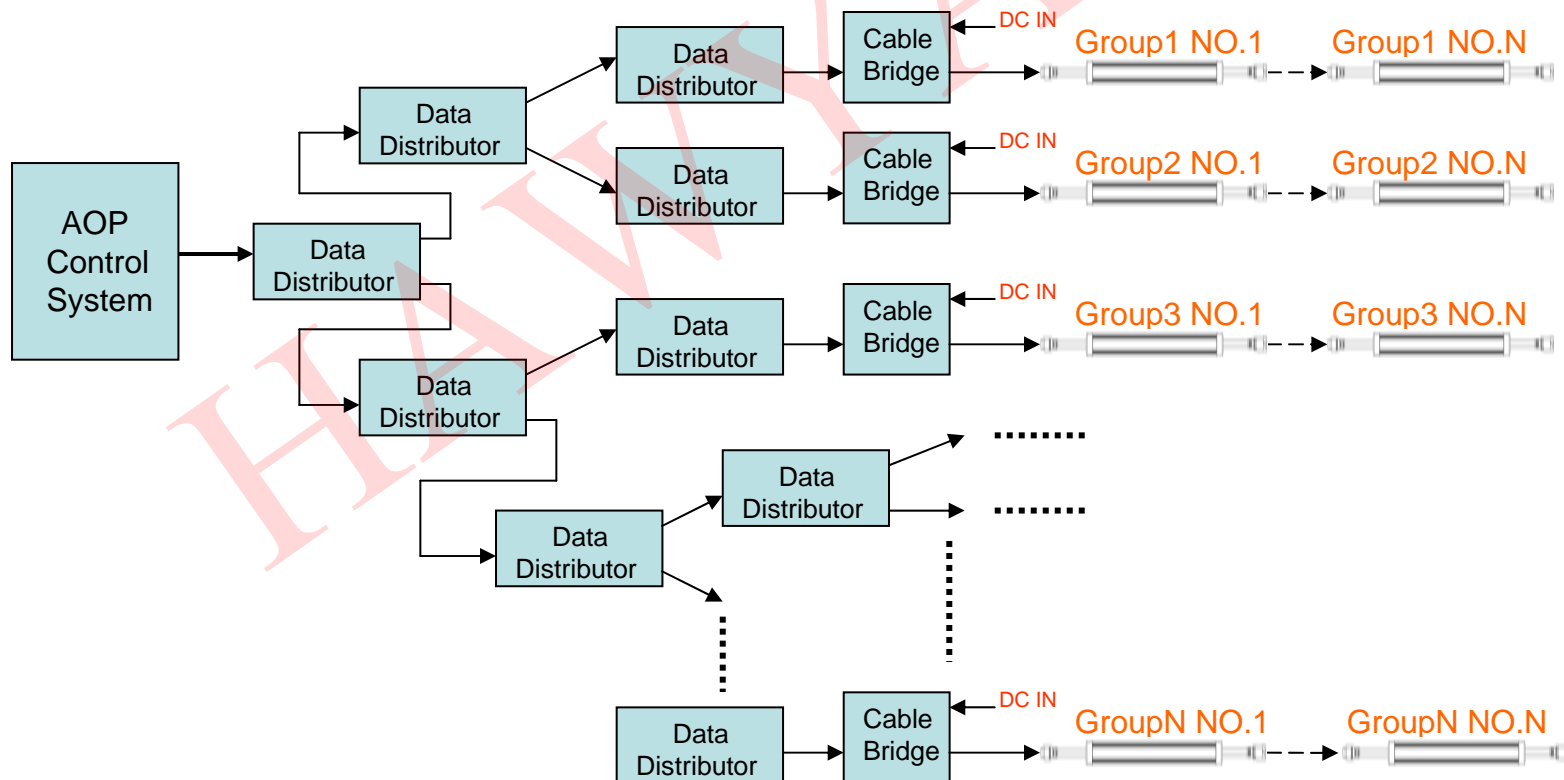 Data
Distributor
Cable
Bridge
DC IN
Group1 NO.1
Group1 NO.N
Data
Distributor
Data
Distributor
Cable
Bridge
DC IN
Group2 NO.1
Group2 NO.N
AOP
Control
System
Data
Distributor
Data
Distributor
Cable
Bridge
DC IN
Group3 NO.1
Group3 NO.N
Data
Distributor
Data
Distributor
Data
Distributor
Data
Distributor
Cable
Bridge
DC IN
GroupN NO.1
GroupN NO.N
HAWYA